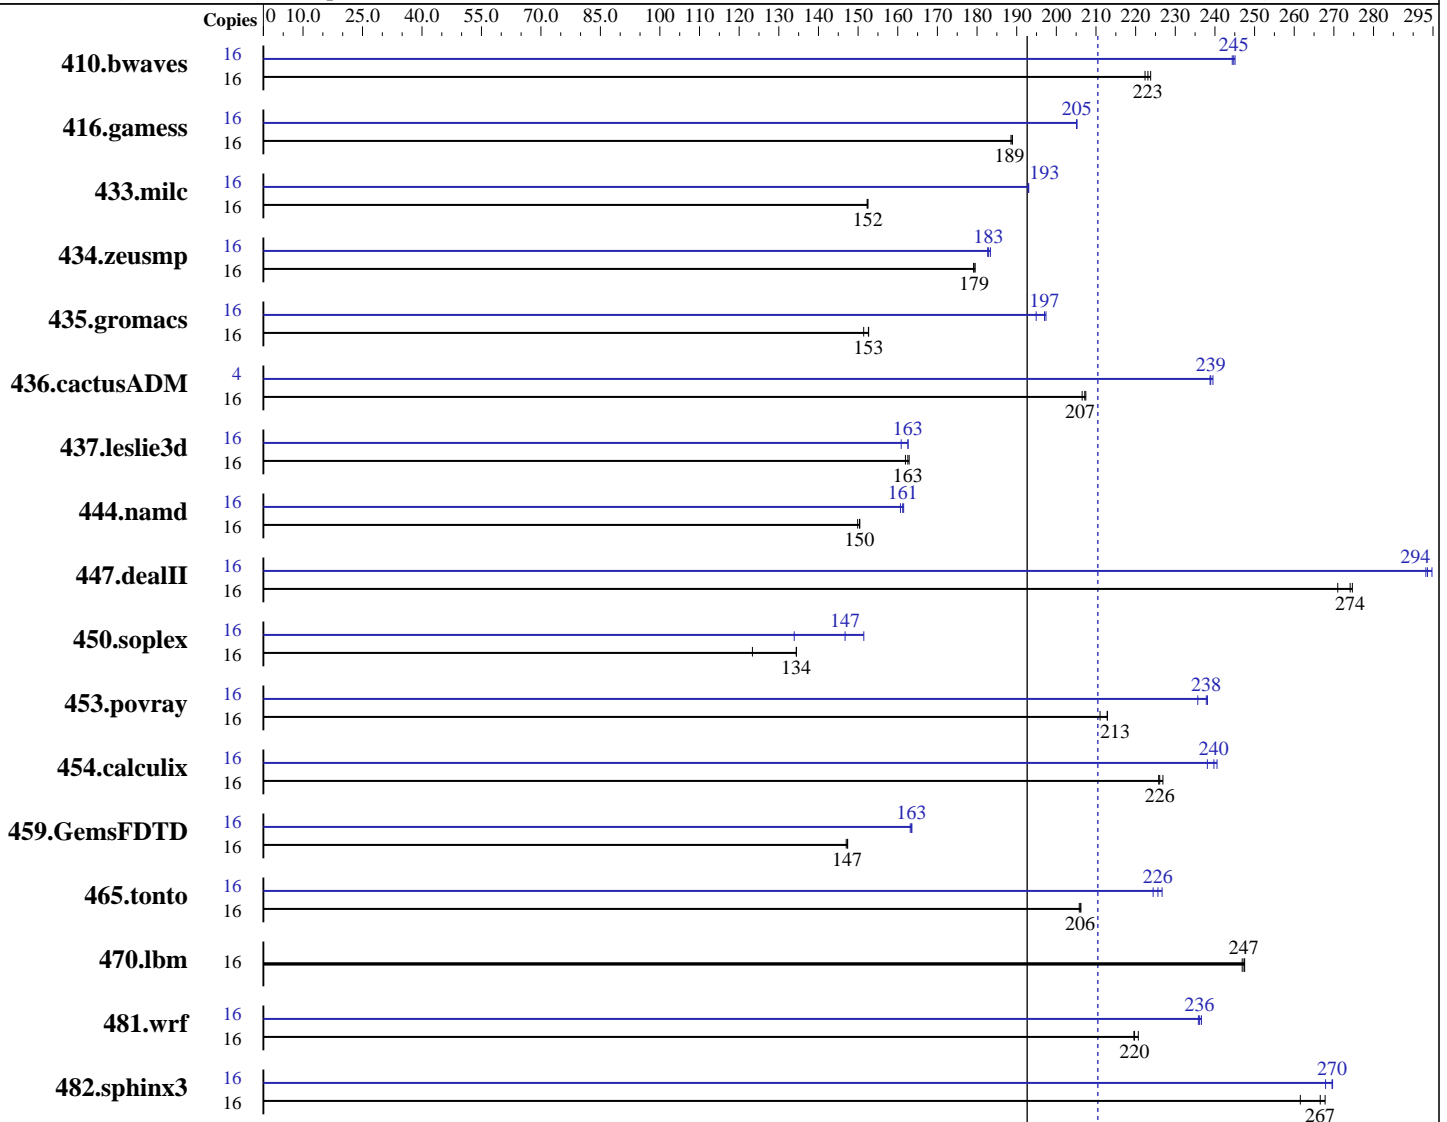 Copies 0 10.0 25.0 40.0 55.0 70.0 85.0 100 110 120 130 140 150 160 170 180 190 200 210 220 230 240 250 260 270 280 295
410.bwaves 16 245
16 223
416.gamess 16 205
16 189
433.milc 16 193
16 152
434.zeusmp 16 183
16 179
435.gromacs 16 197
16 153
436.cactusADM 4 239
16 207
437.leslie3d 16 163
16 163
444.namd 16 161
16 150
447.dealII 16 294
16 274
450.soplex 16 147
16 134
453.povray 16 238
16 213
454.calculix 16 240
16 226
459.GemsFDTD 16 163
16 147
465.tonto 16 226
16 206
470.lbm 16 247
481.wrf 16 236
16 220
482.sphinx3 16 270
16 267